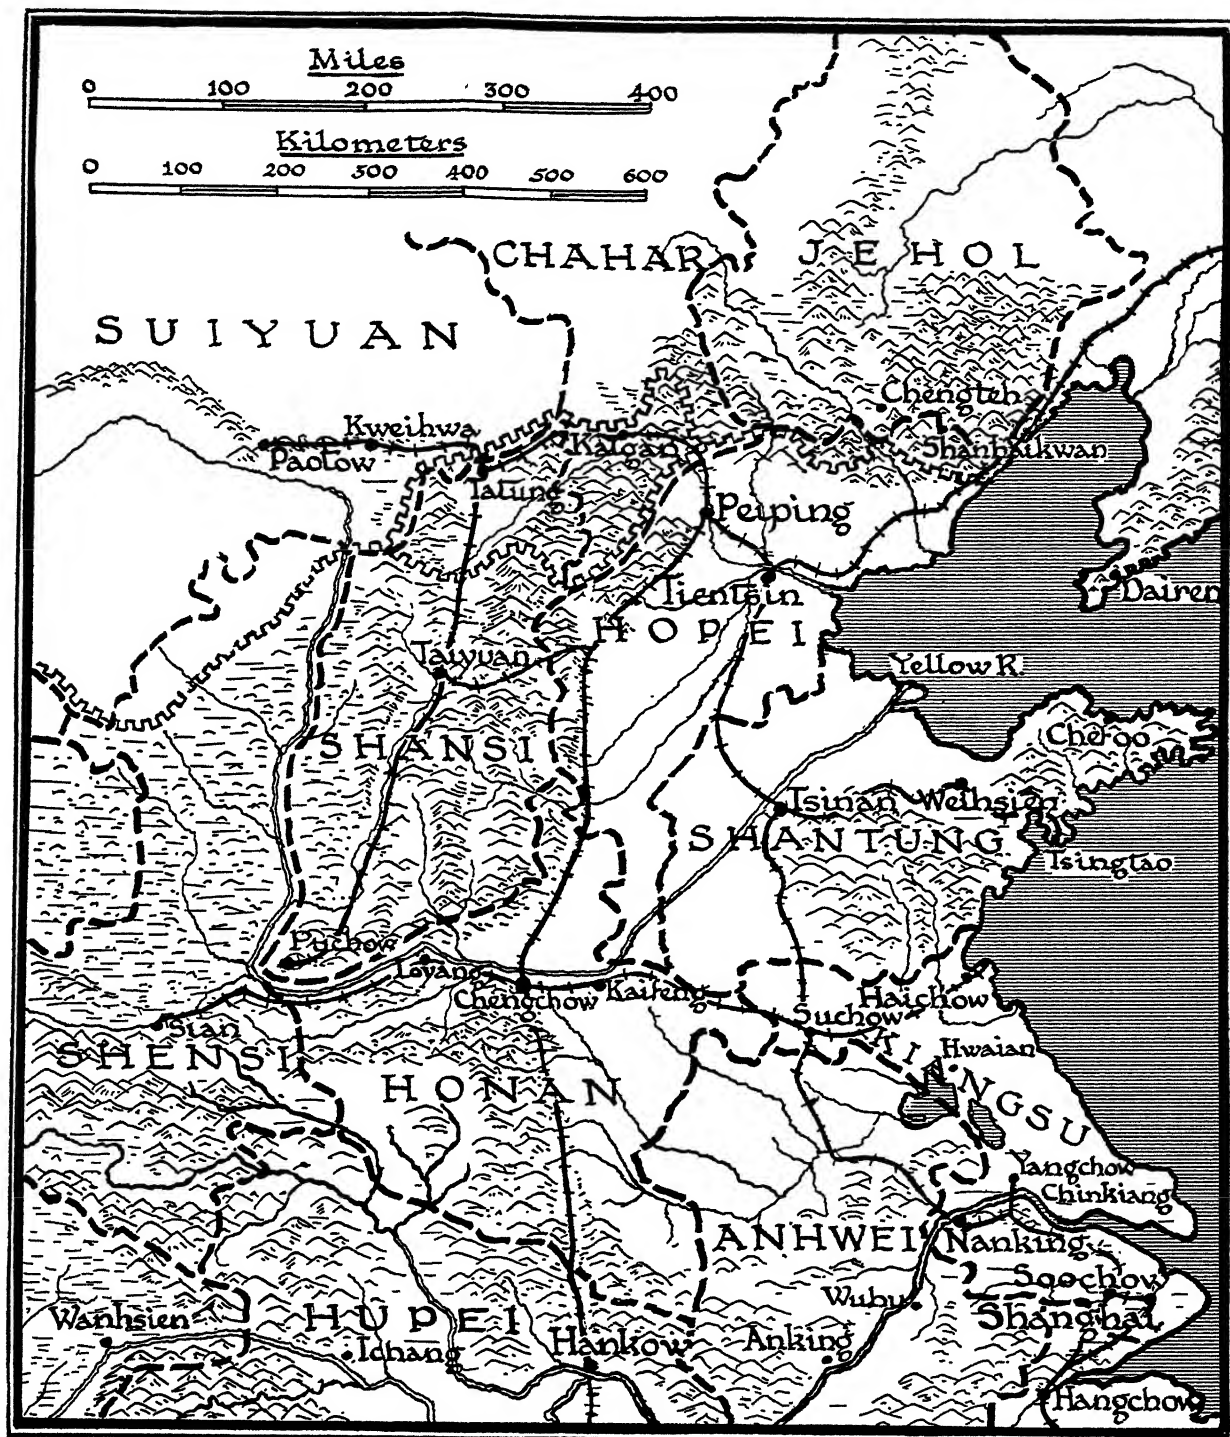 Miles
0 100 200 300 400
Kilometers
0 100 200 300 400 500 600
CHAHAR
JEHOL
SUIYUAN
Chengteh
Kweihwa
Kalgan
Shanhaikwan
Paotow
Tatung
Peiping
Tientsin
Dairen
HOPEI
Taiyuan
Yellow R.
SHANSI
Chefoo
Tsinan
Weihsien
SHANTUNG
Tsingtao
Puchow
Loyang
Chengchow
Kaifeng
Haichow
Suchow
Sian
SHENSI
KIANGSU
Hwaian
HONAN
Yangchow
Chinkiang
ANHWEI
Nanking
Soochow
Wuhu
Shanghai
Wanhsien
HUPEI
Ichang
Hankow
Anking
Hangchow